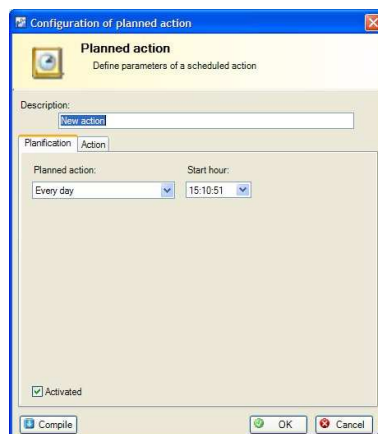 Configuration of planned action
Planned action
Define parameters of a scheduled action
Description:
New action
Planification Action
Planned action: Start hour:
Every day 15:10:51
Activated
Compile OK Cancel